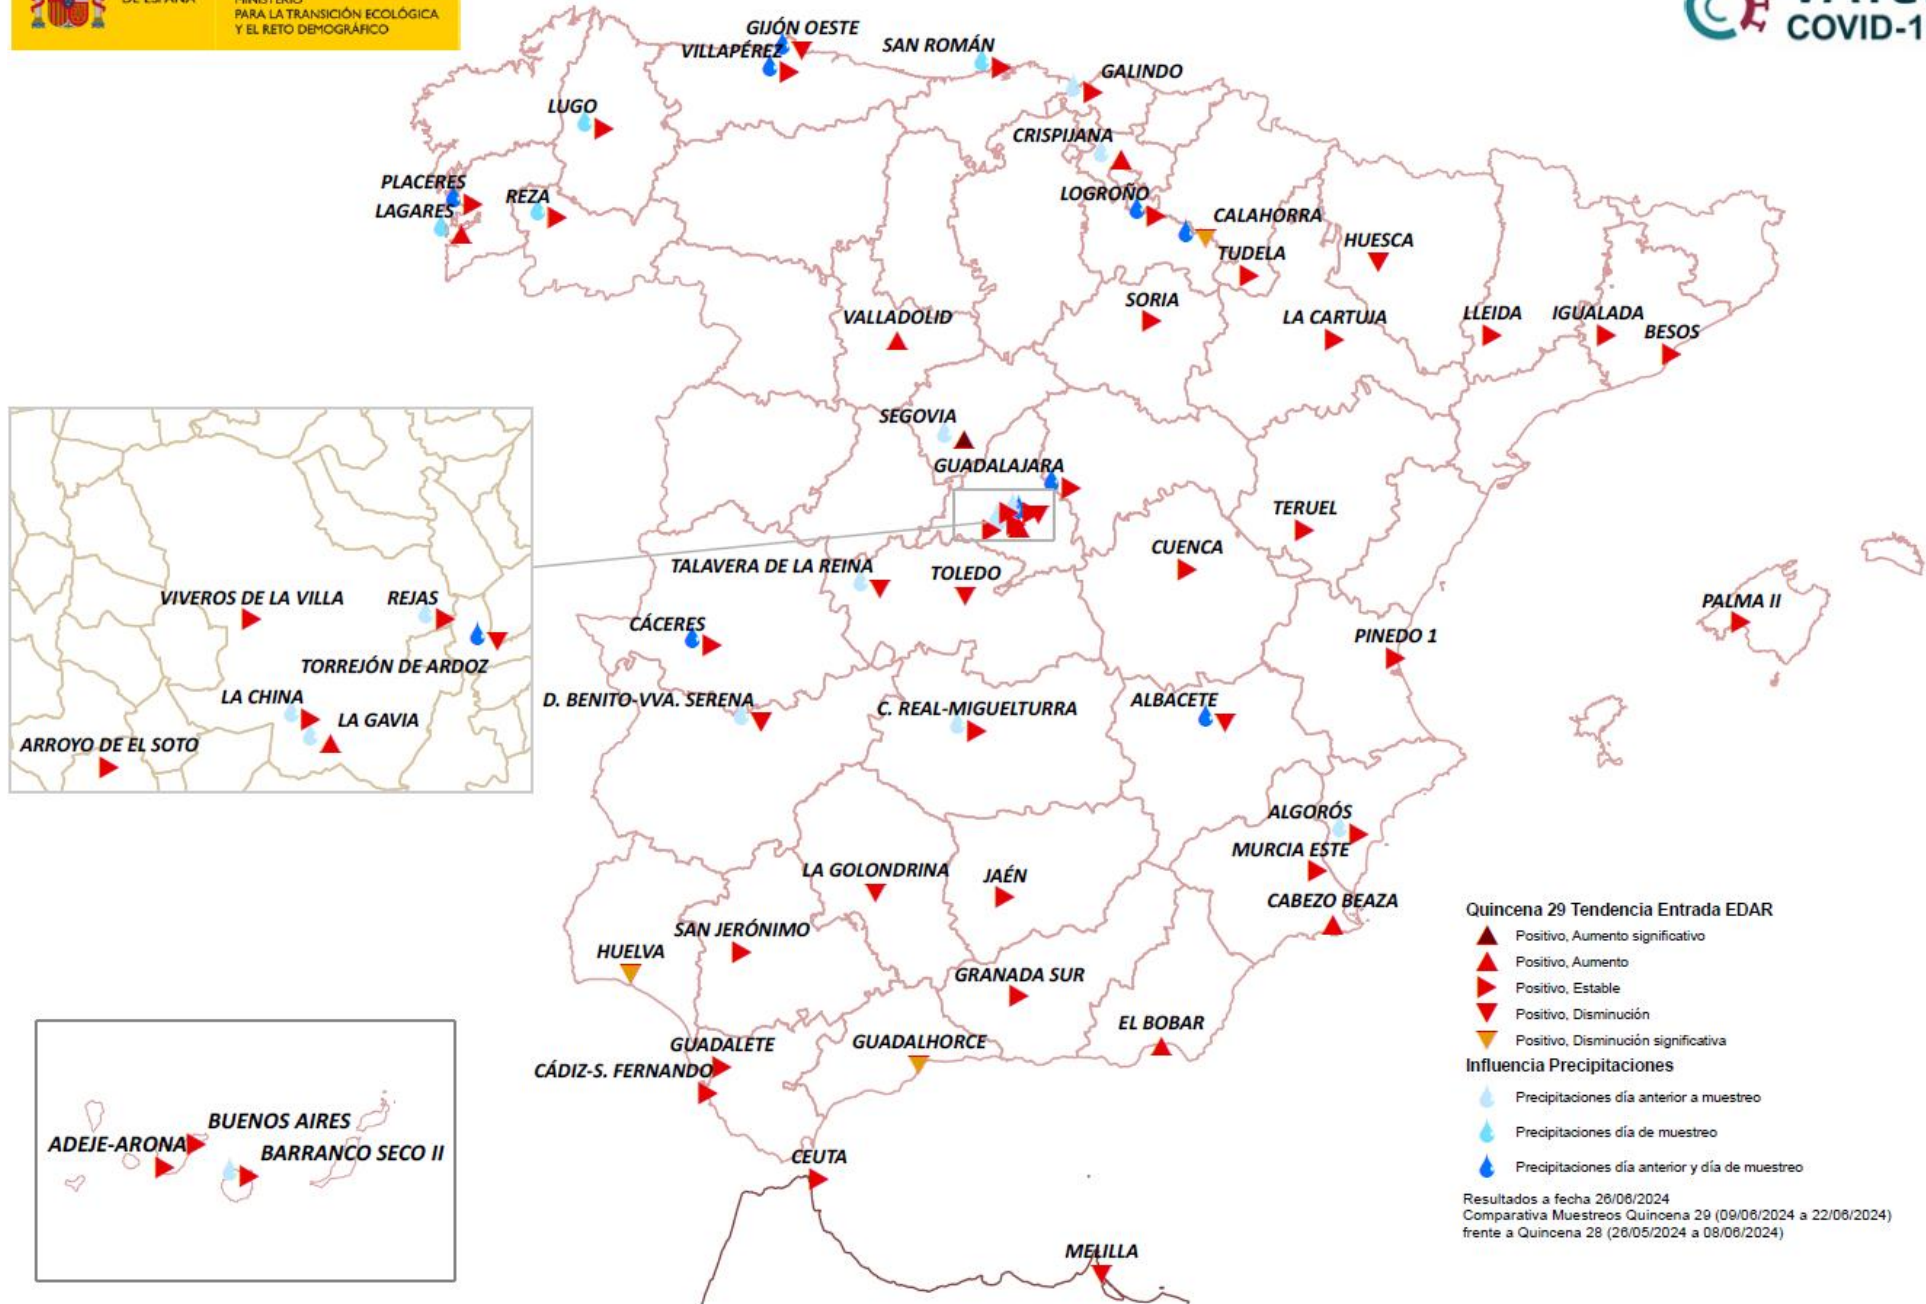 MINISTERIO
PARA LA TRANSICIÓN ECOLÓGICA
Y EL RETO DEMOGRÁFICO
COVID-1
GIJÓN OESTE
VILLAPÉREZ
SAN ROMÁN
GALINDO
LUGO
CRISPIJANA
PLACERES
REZA
LOGROÑO
LAGARES
CALAHORRA
HUESCA
TUDELA
SORIA
VALLADOLID
LA CARTUJA
LLEIDA
IGUALADA
BESOS
SEGOVIA
GUADALAJARA
TERUEL
CUENCA
TALAVERA DE LA REINA
TOLEDO
VIVEROS DE LA VILLA
REJAS
PALMA II
CÁCERES
PINEDO 1
TORREJÓN DE ARDOZ
LA CHINA
LA GAVIA
D. BENITO-VVA. SERENA
C. REAL-MIGUELTURRA
ALBACETE
ARROYO DE EL SOTO
ALGORÓS
MURCIA ESTE
LA GOLONDRINA
JAÉN
CABEZO BEAZA
SAN JERÓNIMO
HUELVA
GRANADA SUR
EL BOBAR
GUADALETE
GUADALHORCE
CÁDIZ-S. FERNANDO
BUENOS AIRES
ADEJE-ARONA
BARRANCO SECO II
CEUTA
MELILLA
Quincena 29 Tendencia Entrada EDAR
Positivo, Aumento significativo
Positivo, Aumento
Positivo, Estable
Positivo, Disminución
Positivo, Disminución significativa
Influencia Precipitaciones
Precipitaciones día anterior a muestreo
Precipitaciones día de muestreo
Precipitaciones día anterior y día de muestreo
Resultados a fecha 26/06/2024
Comparativa Muestreos Quincena 29 (09/06/2024 a 22/06/2024)
frente a Quincena 28 (26/05/2024 a 08/06/2024)